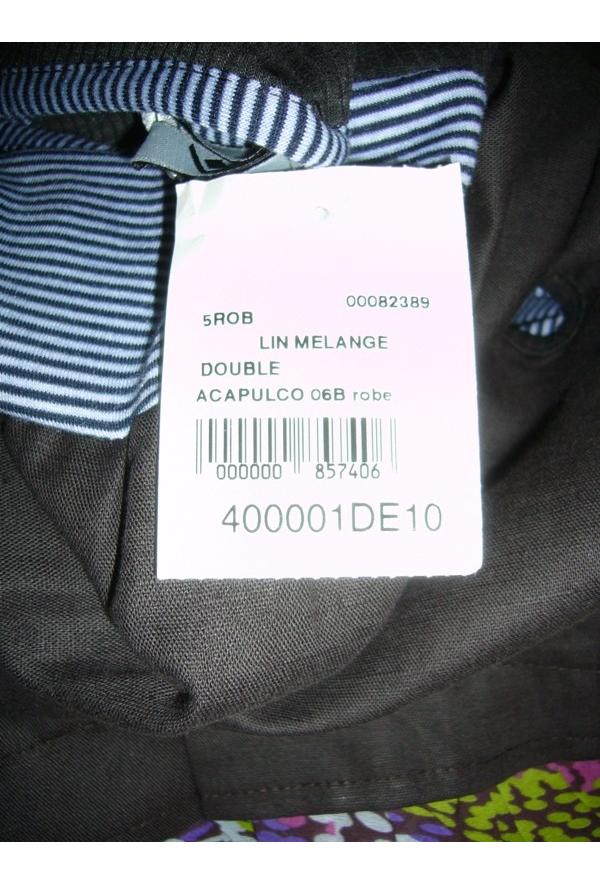 00082389
5ROB
LIN MELANGE
DOUBLE
ACAPULCO 06B robe
000000 857406
400001DE10